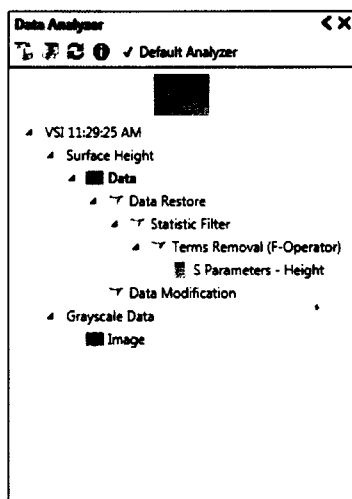 Data Analyzer
✓ Default Analyzer
VSI 11:29:25 AM
Surface Height
Data
Data Restore
Statistic Filter
Terms Removal (F-Operator)
S Parameters - Height
Data Modification
Grayscale Data
Image